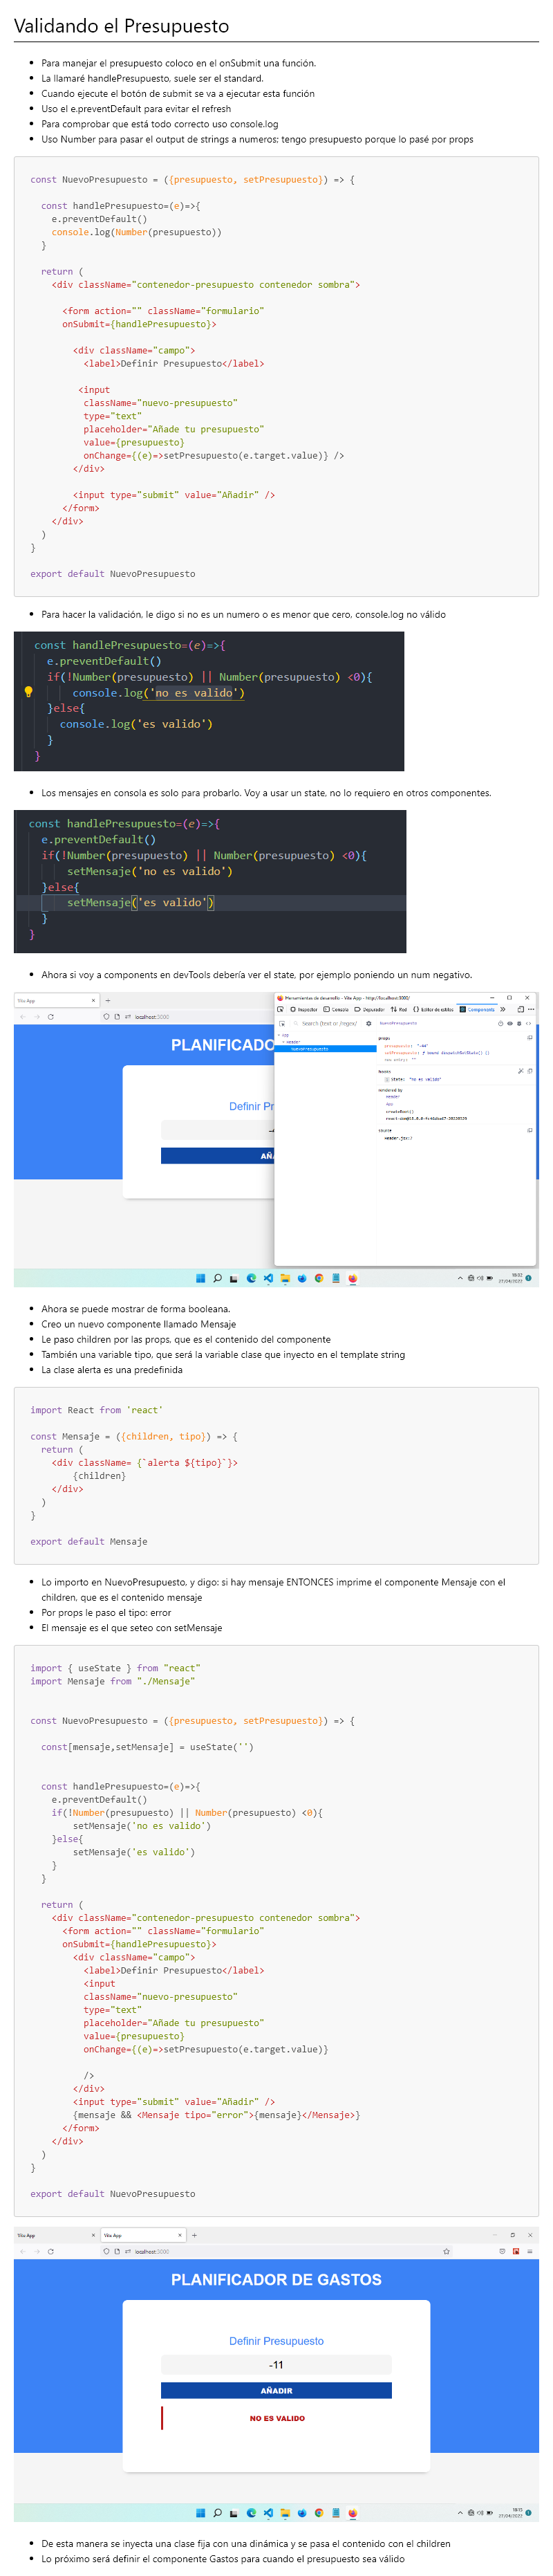 Validando el Presupuesto
Para manejar el presupuesto coloco en el onSubmit una función.
La llamaré handlePresupuesto, suele ser el standard.
Cuando ejecute el botón de submit se va a ejecutar esta función
Uso el e.preventDefault para evitar el refresh
Para comprobar que está todo correcto uso console.log
Uso Number para pasar el output de strings a numeros; tengo presupuesto porque lo pasé por props
const NuevoPresupuesto = ({presupuesto, setPresupuesto}) => {
const handlePresupuesto=(e)=>{
e.preventDefault()
console.log(Number(presupuesto))
}
return (
<div className="contenedor-presupuesto contenedor sombra">
<form action="" className="formulario"
onSubmit={handlePresupuesto}>
<div className="campo">
<label>Definir Presupuesto</label>
<input
className="nuevo-presupuesto"
type="text"
placeholder="Añade tu presupuesto"
value={presupuesto}
onChange={(e)=>setPresupuesto(e.target.value)} />
</div>
<input type="submit" value="Añadir" />
</form>
</div>
)
}
export default NuevoPresupuesto
Para hacer la validación, le digo si no es un numero o es menor que cero, console.log no válido
const handlePresupuesto=(e)=>{
e.preventDefault()
if(!Number(presupuesto) || Number(presupuesto) <0){
console.log('no es valido')
}else{
console.log('es valido')
}
}
Los mensajes en consola es solo para probarlo. Voy a usar un state, no lo requiero en otros componentes.
const handlePresupuesto=(e)=>{
e.preventDefault()
if(!Number(presupuesto) || Number(presupuesto) <0){
setMensaje('no es valido')
}else{
setMensaje('es valido')
}
}
Ahora si voy a components en devTools debería ver el state, por ejemplo poniendo un num negativo.
Vite App
Herramientas de desarrollo - Vite App - http://localhost:3000/
localhost:3000
Inspector
Consola
Depurador
Red
Editor de estilos
Components
Search (text or /regex/)
NuevoPresupuesto
App
Header
NuevoPresupuesto
props
hooks
State: "no es valido"
rendered by
Header
App
createRoot()
source
Header.jsx:
PLANIFICADO
Definir Pr
AÑA
Ahora se puede mostrar de forma booleana.
Creo un nuevo componente llamado Mensaje
Le paso children por las props, que es el contenido del componente
También una variable tipo, que será la variable clase que inyecto en el template string
La clase alerta es una predefinida
import React from 'react'
const Mensaje = ({children, tipo}) => {
return (
<div className= {`alerta ${tipo}`}>
{children}
</div>
)
}
export default Mensaje
Lo importo en NuevoPresupuesto, y digo: si hay mensaje ENTONCES imprime el componente Mensaje con el
children, que es el contenido mensaje
Por props le paso el tipo: error
El mensaje es el que seteo con setMensaje
import { useState } from "react"
import Mensaje from "./Mensaje"
const NuevoPresupuesto = ({presupuesto, setPresupuesto}) => {
const[mensaje,setMensaje] = useState('')
const handlePresupuesto=(e)=>{
e.preventDefault()
if(!Number(presupuesto) || Number(presupuesto) <0){
setMensaje('no es valido')
}else{
setMensaje('es valido')
}
}
return (
<div className="contenedor-presupuesto contenedor sombra">
<form action="" className="formulario"
onSubmit={handlePresupuesto}>
<div className="campo">
<label>Definir Presupuesto</label>
<input
className="nuevo-presupuesto"
type="text"
placeholder="Añade tu presupuesto"
value={presupuesto}
onChange={(e)=>setPresupuesto(e.target.value)}
/>
</div>
<input type="submit" value="Añadir" />
{mensaje && <Mensaje tipo="error">{mensaje}</Mensaje>}
</form>
</div>
)
}
export default NuevoPresupuesto
Vite App
Vite App
localhost:3000
PLANIFICADOR DE GASTOS
Definir Presupuesto
-11
AÑADIR
NO ES VALIDO
De esta manera se inyecta una clase fija con una dinámica y se pasa el contenido con el children
Lo próximo será definir el componente Gastos para cuando el presupuesto sea válido